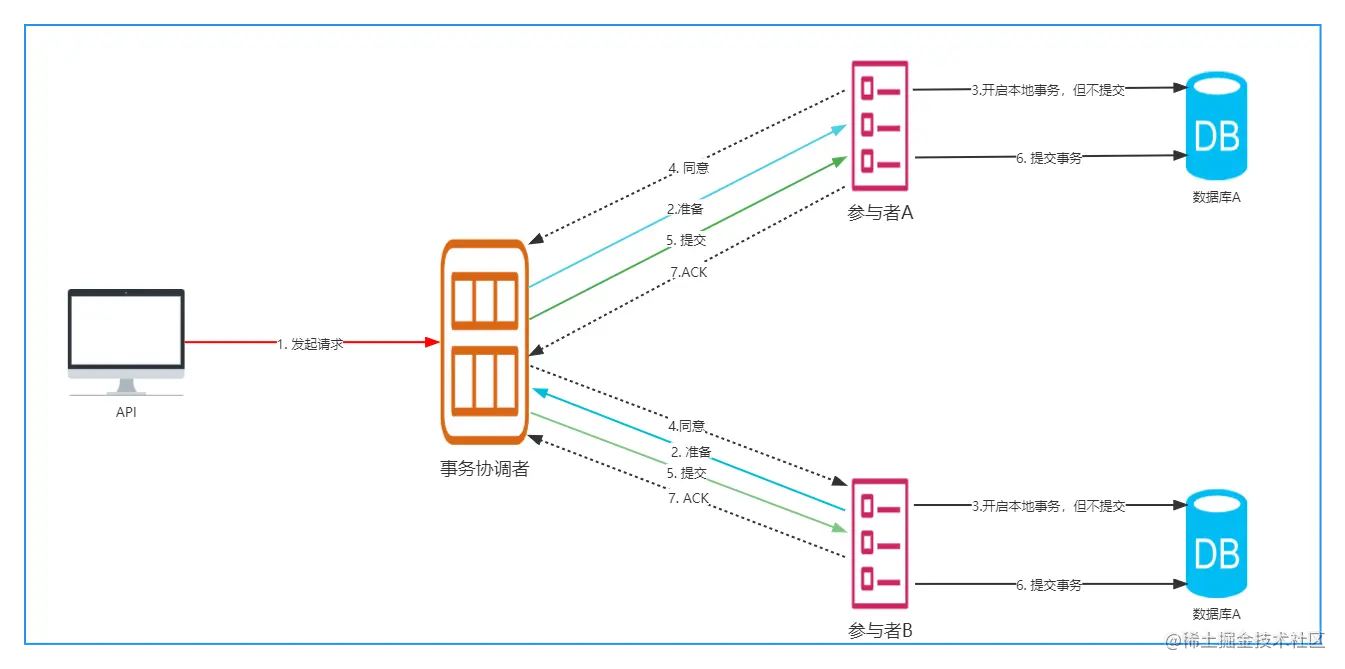 3.开启本地事务，但不提交
DB
6. 提交事务
数据库A
参与者A
4. 同意
2.准备
5. 提交
7.ACK
1. 发起请求
API
事务协调者
4.同意
2. 准备
5. 提交
7. ACK
3.开启本地事务，但不提交
DB
6. 提交事务
数据库A
参与者B
@稀土掘金技术社区